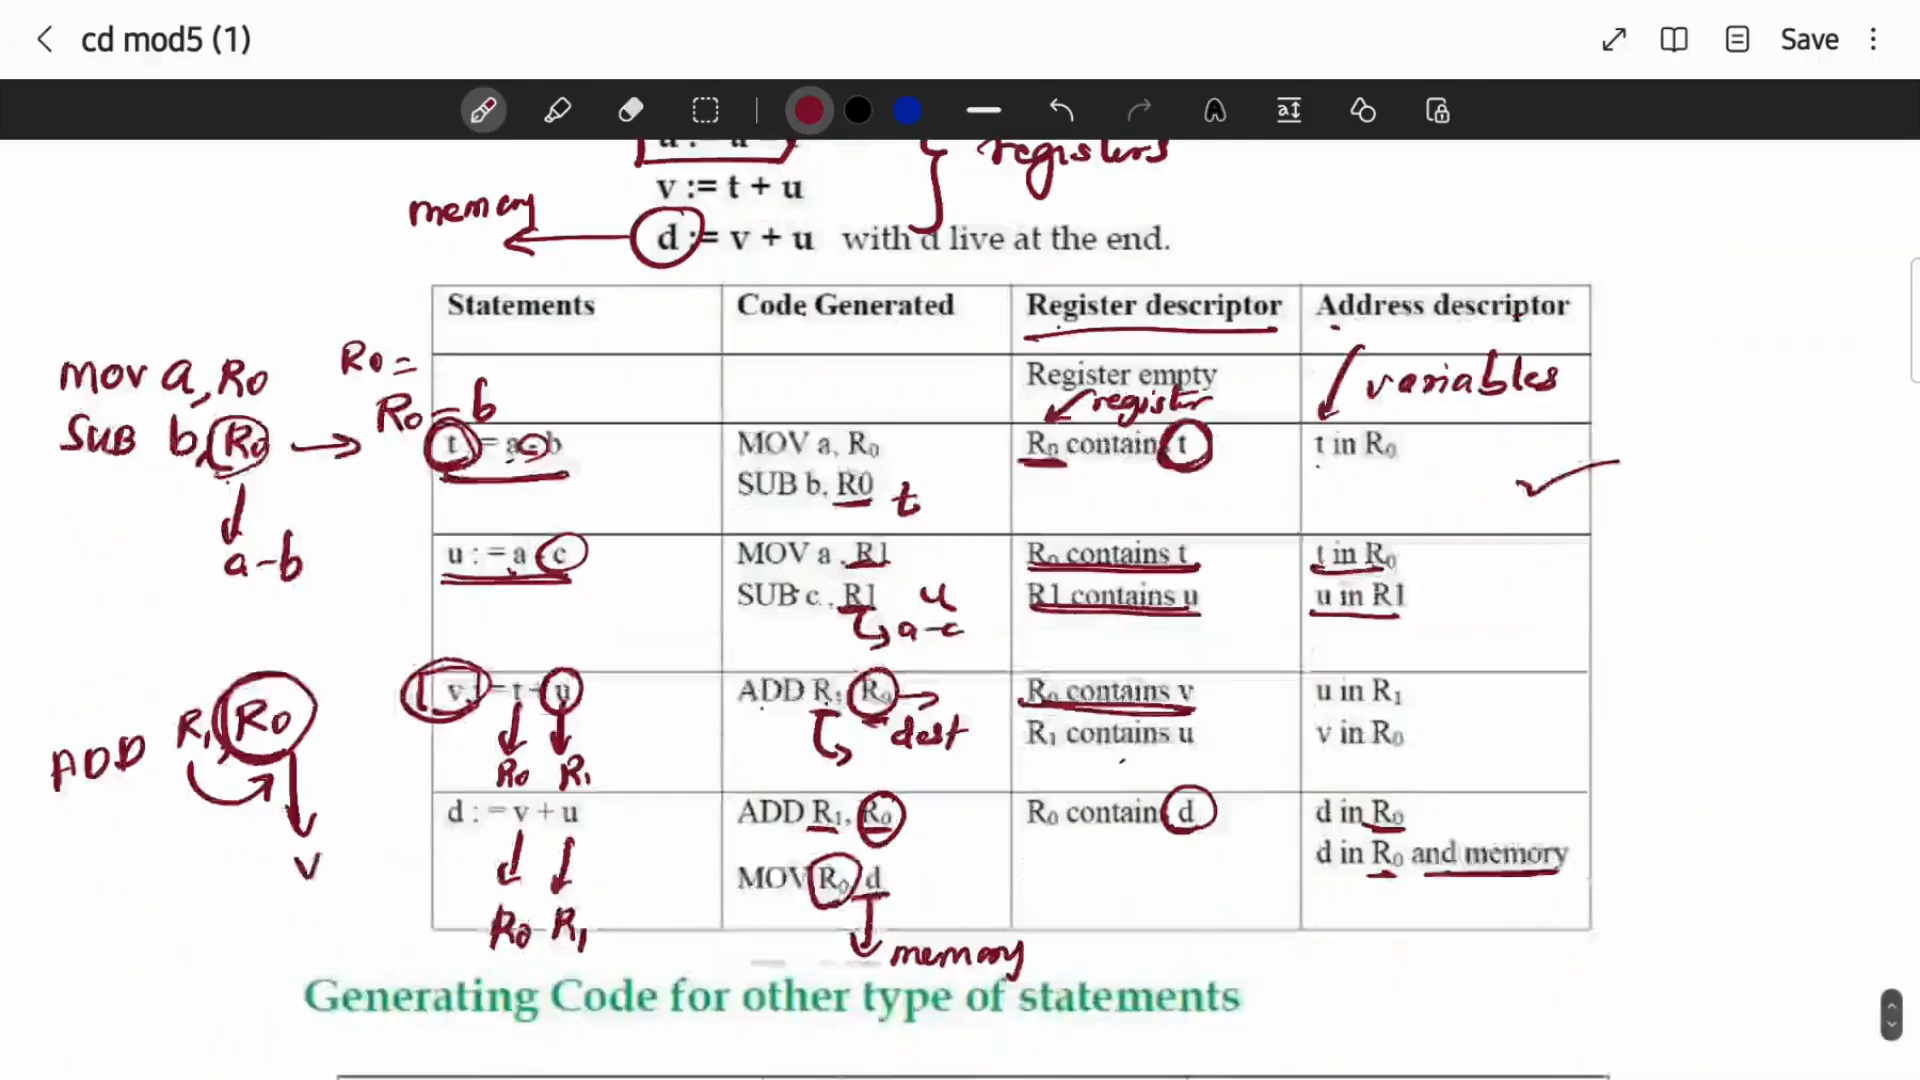 cd mod5 (1)
Save
registers
v := t + u
memory
d := v + u with d live at the end.
Statements Code Generated Register descriptor Address descriptor
mov a, R0
R0 =
Register empty
variables
register
R0 = b
SUB b, R0
t = a - b MOV a, R0 R0 contain t t in R0
SUB b, R0 t
a-b
u : = a c MOV a , R1 R0 contains t t in R0
SUB c , R1 u R1 contains u u in R1
a-c
v = t + u ADD R1 R0 R0 contains v u in R1
dest R1 contains u v in R0
ADD R1, R0
R0 R1
v
d : = v + u ADD R1, R0 R0 contain d d in R0
d in R0 and memory
MOV R0 d
R0 R1
memory
Generating Code for other type of statements